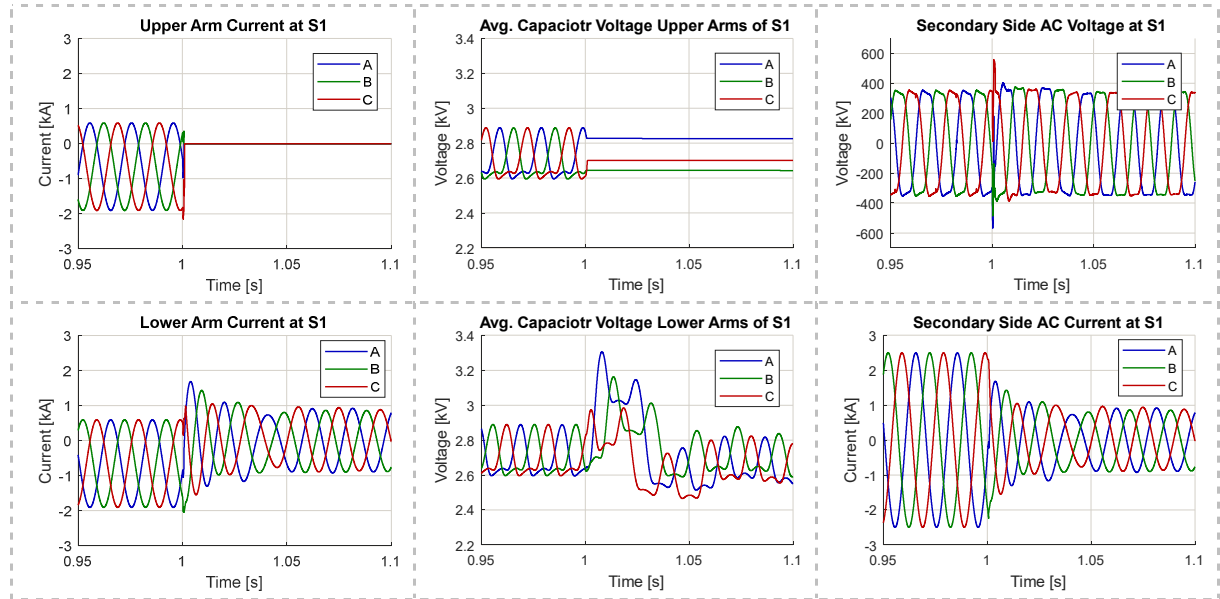 Upper Arm Current at S1
3
2
1
0
-1
-2
-3
Current [kA]
A
B
C
0.95
1
1.05
1.1
Time [s]
Avg. Capaciotr Voltage Upper Arms of S1
3.4
3.2
3
2.8
2.6
2.4
2.2
Voltage [kV]
A
B
C
0.95
1
1.05
1.1
Time [s]
Secondary Side AC Voltage at S1
600
400
200
0
-200
-400
-600
Voltage [kV]
A
B
C
0.95
1
1.05
1.1
Time [s]
Lower Arm Current at S1
3
2
1
0
-1
-2
-3
Current [kA]
A
B
C
0.95
1
1.05
1.1
Time [s]
Avg. Capaciotr Voltage Lower Arms of S1
3.4
3.2
3
2.8
2.6
2.4
2.2
Voltage [kV]
A
B
C
0.95
1
1.05
1.1
Time [s]
Secondary Side AC Current at S1
3
2
1
0
-1
-2
-3
Current [kA]
A
B
C
0.95
1
1.05
1.1
Time [s]